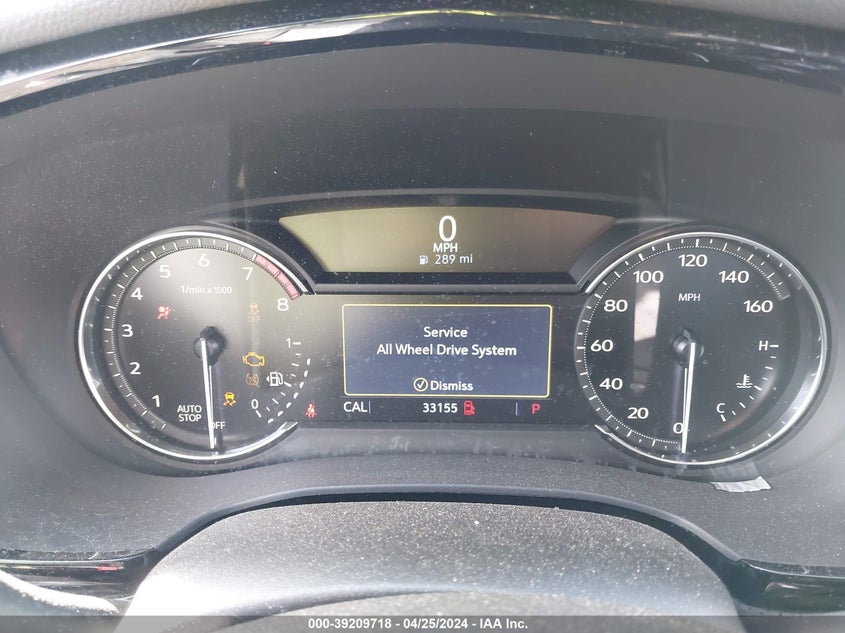 0
MPH
289 mi
5 6 7
4 1/min x 1000 8
3 OFF
2 1
1 0
AUTO
STOP
OFF
Service
All Wheel Drive System
Dismiss
CAL 33155 P
100 120 140
80 MPH 160
60 H
40
20 C
0
000-39209718 - 04/25/2024 - IAA Inc.